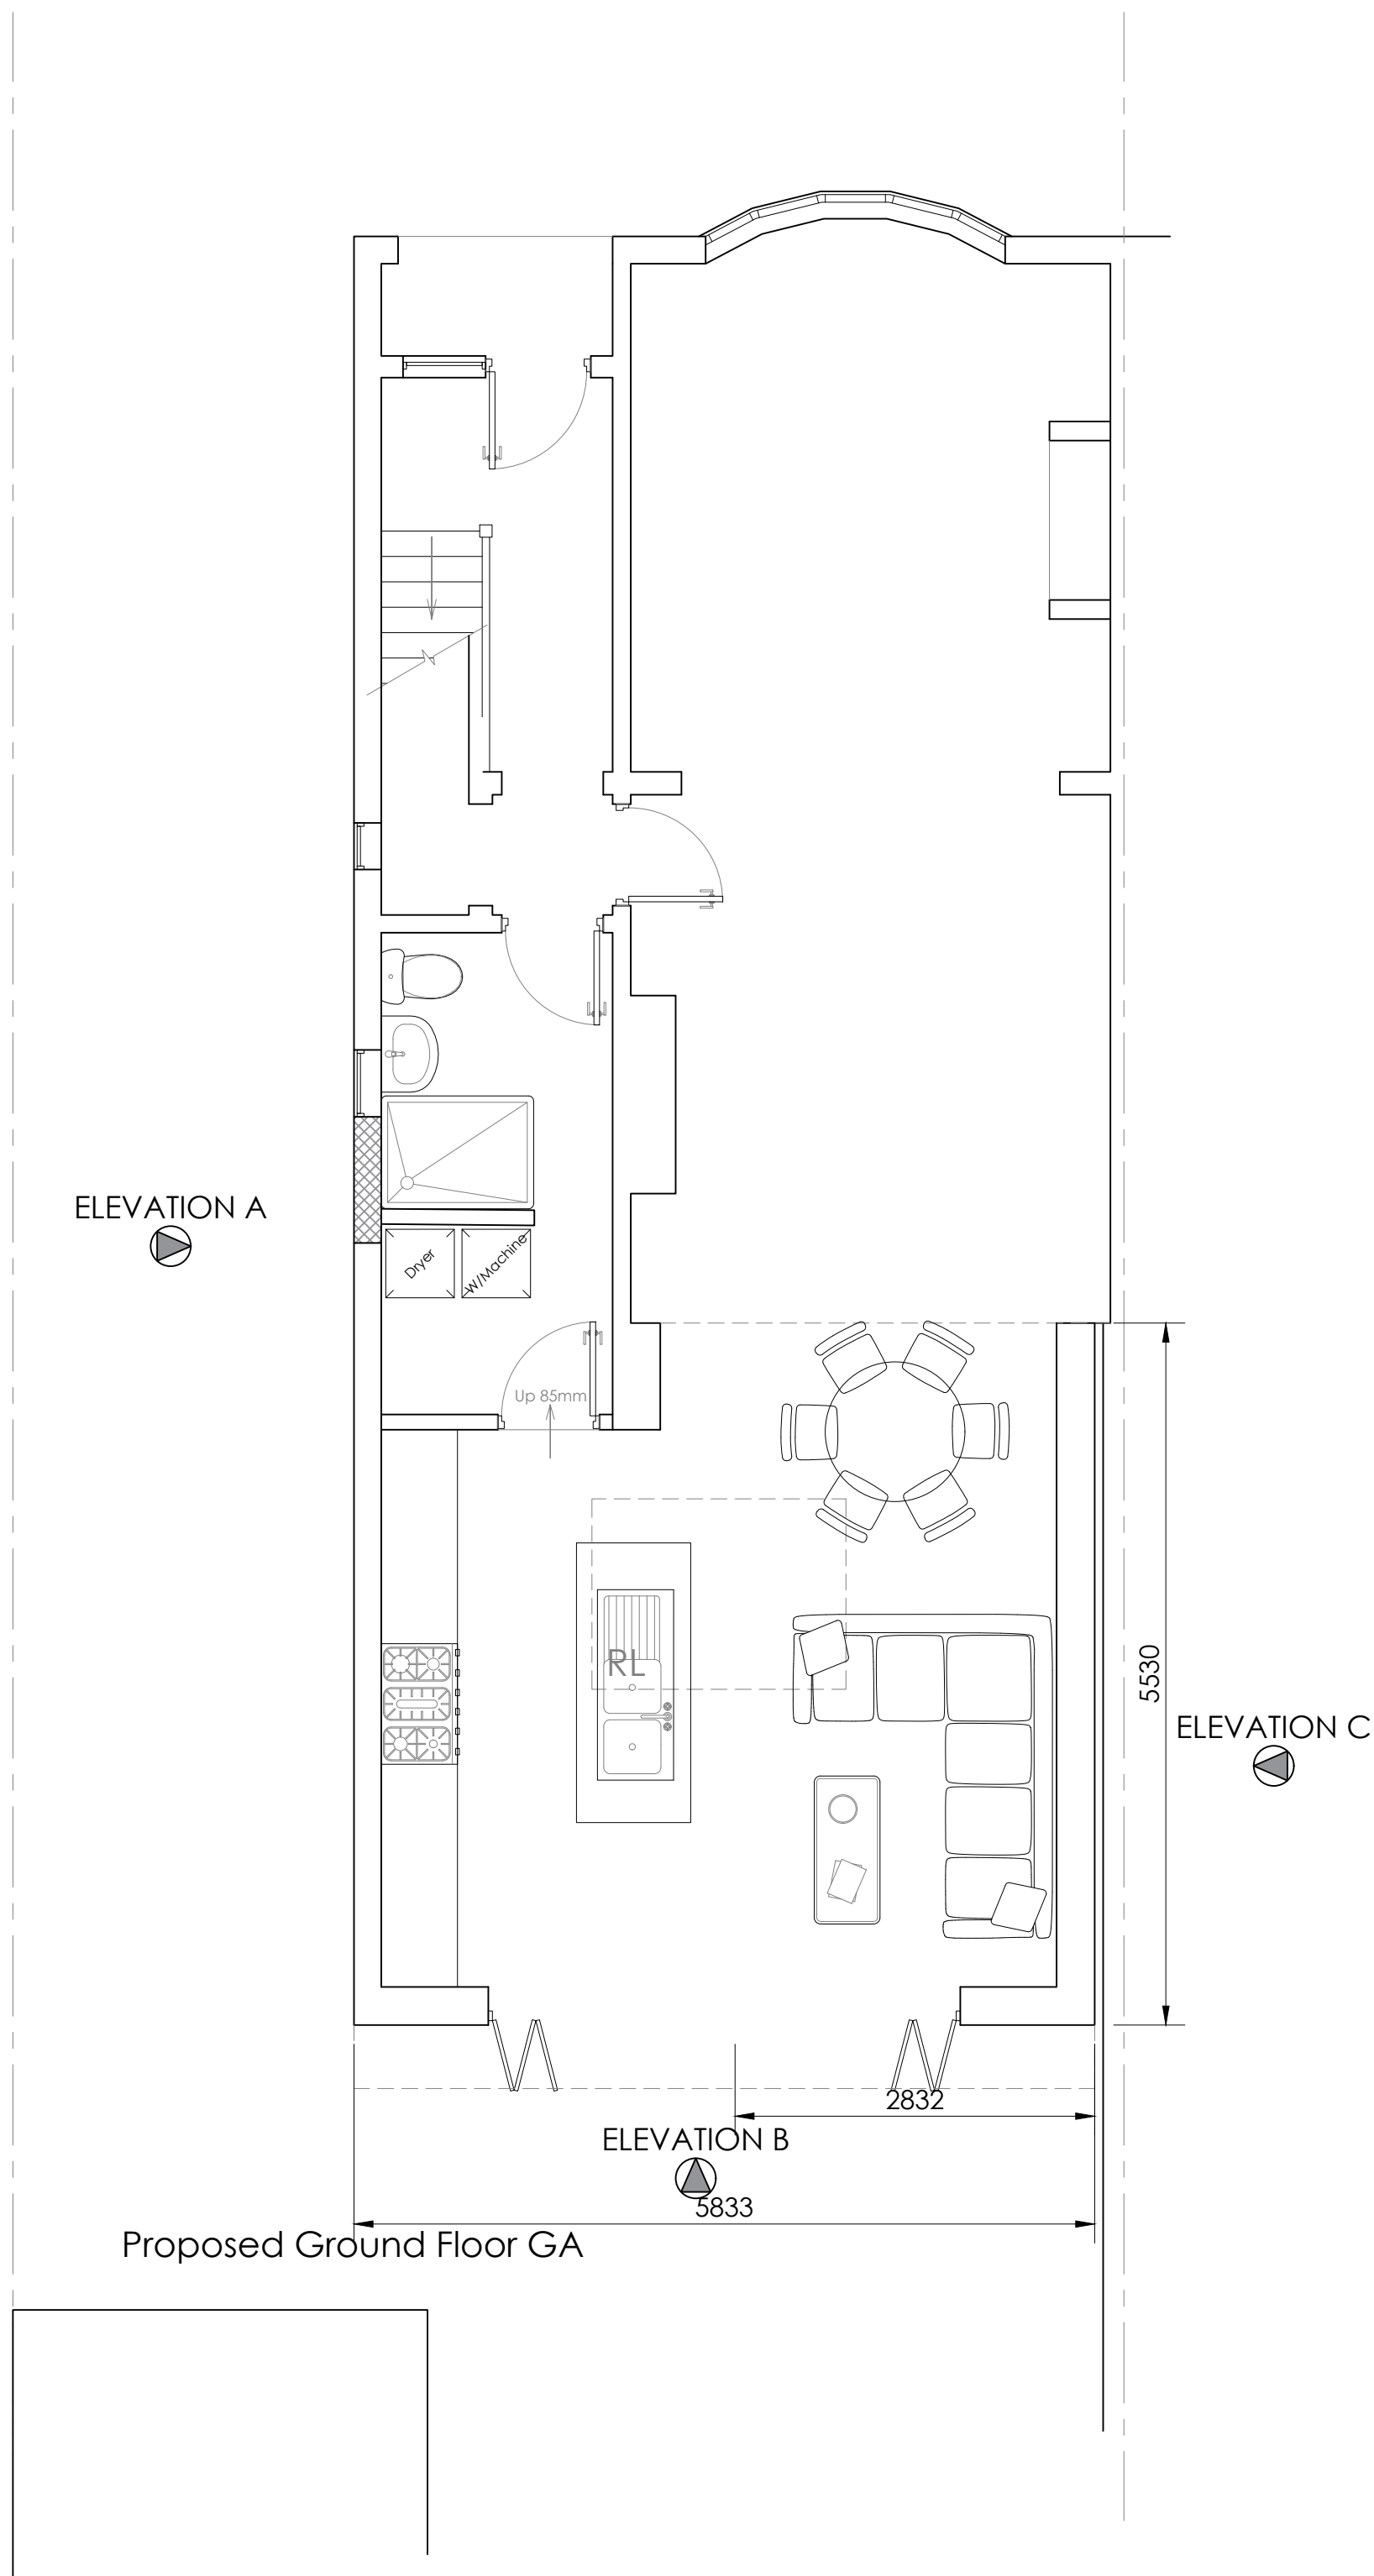 ELEVATION A
Dryer
W/Machine
Up 85mm
RL
5530
ELEVATION C
2832
ELEVATION B
5833
Proposed Ground Floor GA